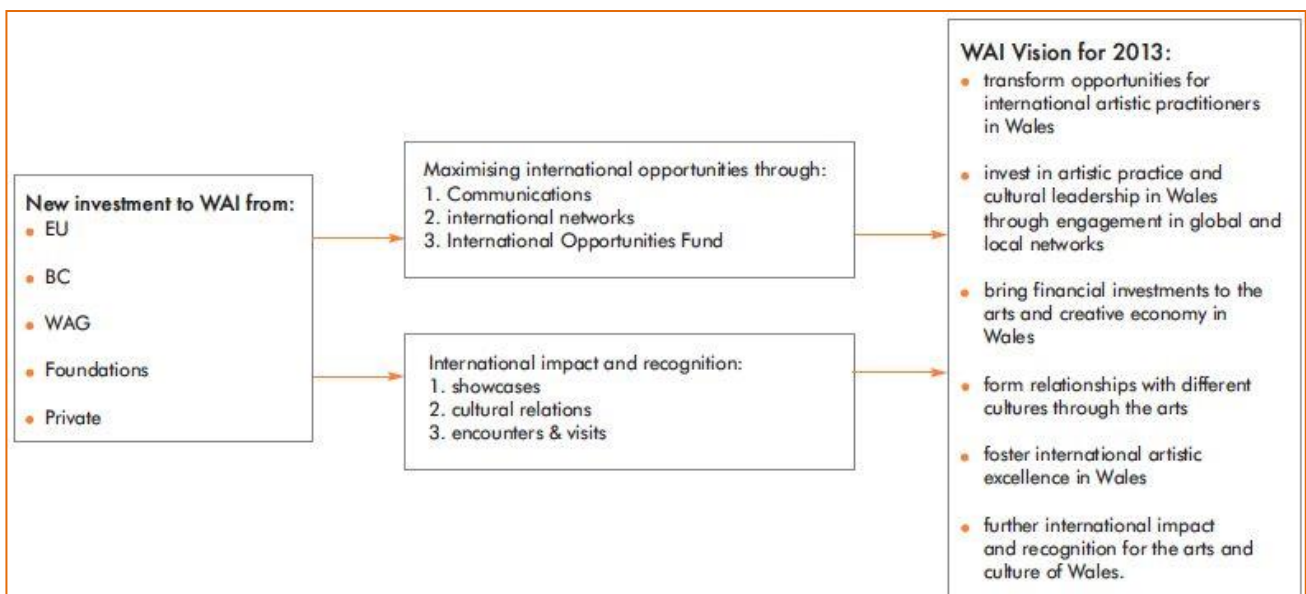 New investment to WAI from:
• EU
• BC
• WAG
• Foundations
• Private
Maximising international opportunities through:
1. Communications
2. international networks
3. International Opportunities Fund
International impact and recognition:
1. showcases
2. cultural relations
3. encounters & visits
WAI Vision for 2013:
• transform opportunities for
international artistic practitioners
in Wales
• invest in artistic practice and
cultural leadership in Wales
through engagement in global and
local networks
• bring financial investments to the
arts and creative economy in
Wales
• form relationships with different
cultures through the arts
• foster international artistic
excellence in Wales
• further international impact
and recognition for the arts and
culture of Wales.